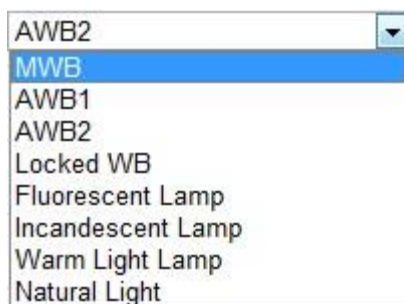 AWB2
MWB
AWB1
AWB2
Locked WB
Fluorescent Lamp
Incandescent Lamp
Warm Light Lamp
Natural Light